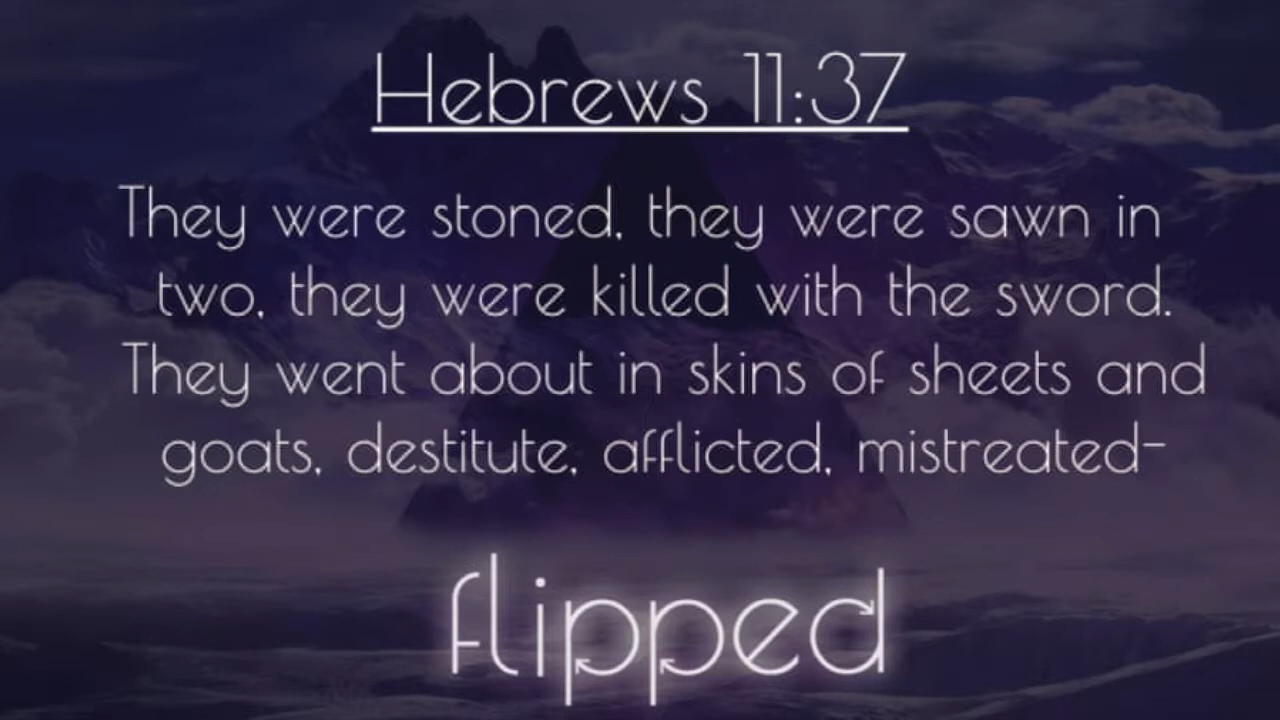 Hebrews 11:37
They were stoned, they were sawn in
two, they were killed with the sword.
They went about in skins of sheets and
goats, destitute, afflicted, mistreated-
flipped